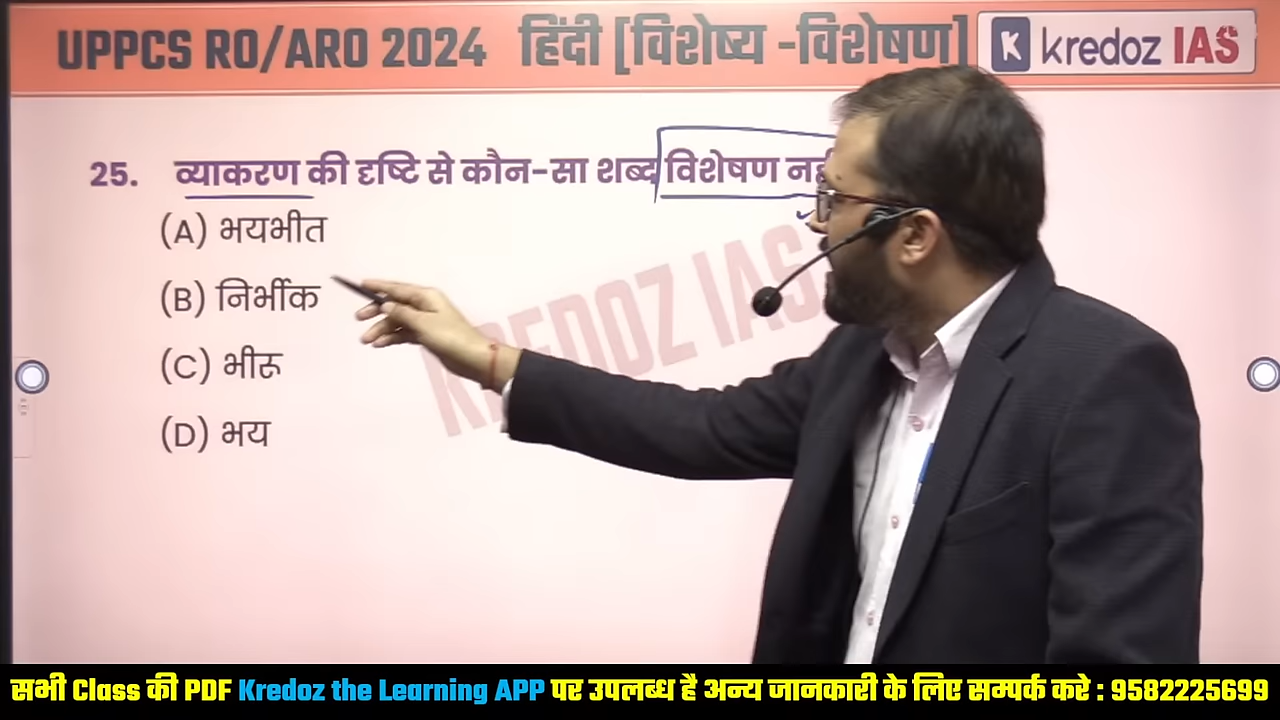 UPPCS RO/ARO 2024 हिंदी [विशेष्य -विशेषण]
K kredoz IAS
25. व्याकरण की दृष्टि से कौन-सा शब्द विशेषण
(A) भयभीत
(B) निर्भीक
(C) भीरू
(D) भय
KREDOZ IAS
सभी Class की PDF Kredoz the Learning APP पर उपलब्ध है अन्य जानकारी के लिए सम्पर्क करे : 9582225699